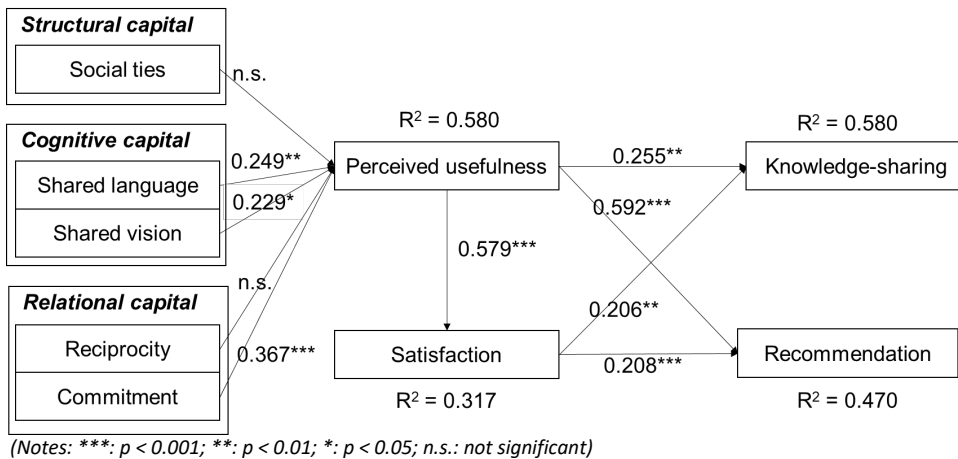 Structural capital
Social ties
n.s.
R² = 0.580
R² = 0.580
Cognitive capital
0.249**
Shared language
Perceived usefulness
0.255**
Knowledge-sharing
0.229*
Shared vision
0.592***
0.579***
n.s.
Relational capital
0.206**
Reciprocity
0.367***
Satisfaction
0.208***
Recommendation
Commitment
R² = 0.317
R² = 0.470
(Notes: ***: p < 0.001; **: p < 0.01; *: p < 0.05; n.s.: not significant)